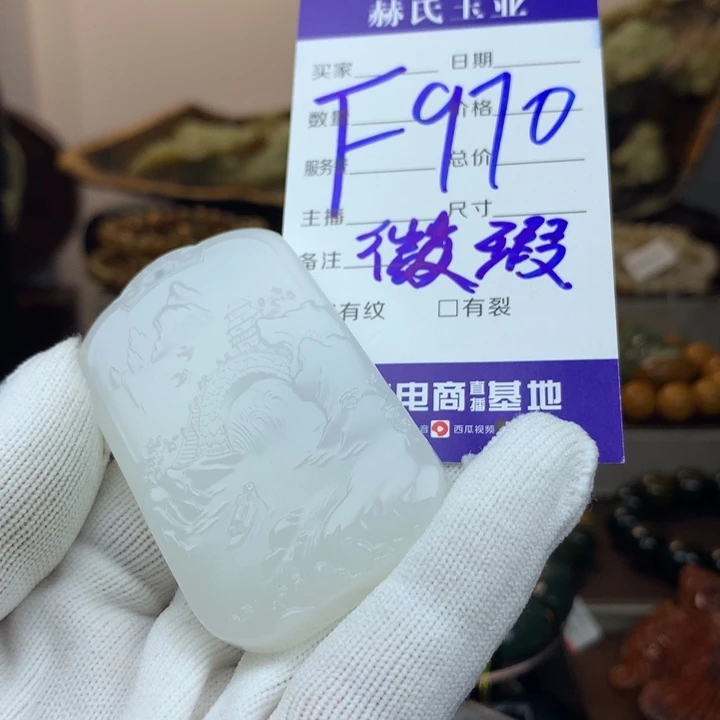 赫氏玉业
买家 日期
数量 价格
F970
服务费 总价
主播 尺寸
备注 微瑕
有纹 □有裂
电商直播基地
音 西瓜视频